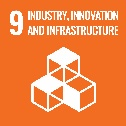 9 INDUSTRY, INNOVATION
AND INFRASTRUCTURE